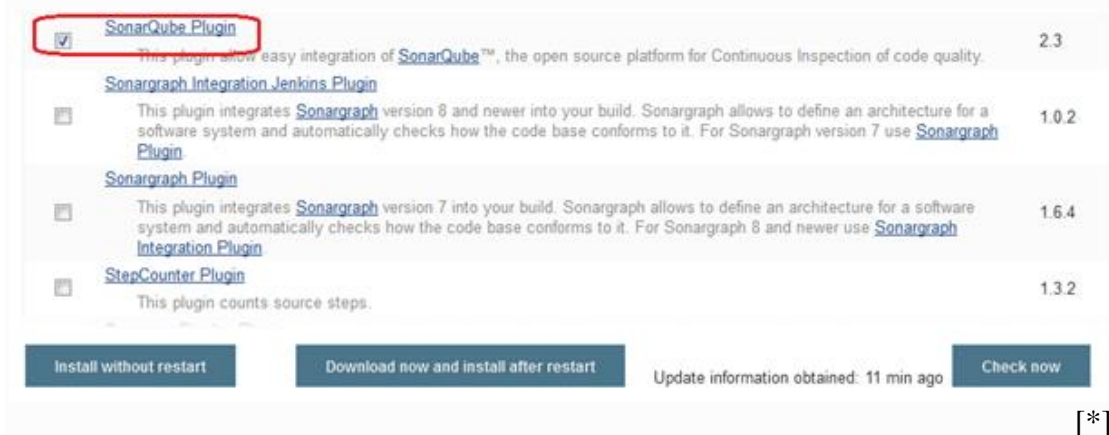 SonarQube Plugin
2.3
This plugin allow easy integration of SonarQube™, the open source platform for Continuous Inspection of code quality.
Sonargraph Integration Jenkins Plugin
This plugin integrates Sonargraph version 8 and newer into your build. Sonargraph allows to define an architecture for a
1.0.2
software system and automatically checks how the code base conforms to it. For Sonargraph version 7 use Sonargraph
Plugin.
Sonargraph Plugin
This plugin integrates Sonargraph version 7 into your build. Sonargraph allows to define an architecture for a software
1.6.4
system and automatically checks how the code base conforms to it. For Sonargraph 8 and newer use Sonargraph
Integration Plugin.
StepCounter Plugin
1.3.2
This plugin counts source steps.
Install without restart
Download now and install after restart
Update information obtained: 11 min ago
Check now
[*]